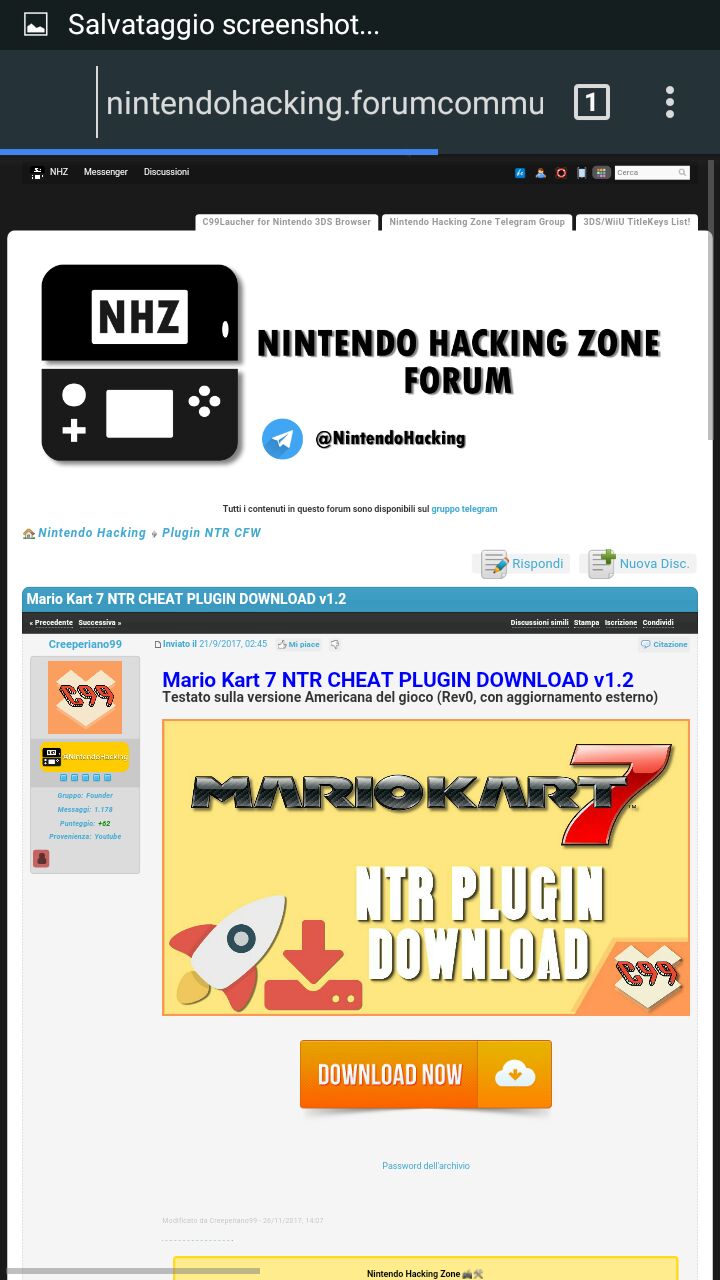 Salvataggio screenshot...
nintendohacking.forumcommu
1
NHZ Messenger Discussioni
Cerca
C99Laucher for Nintendo 3DS Browser
Nintendo Hacking Zone Telegram Group
3DS/WiiU TitleKeys List!
NHZ
NINTENDO HACKING ZONE
FORUM
@NintendoHacking
Tutti i contenuti in questo forum sono disponibili sul gruppo telegram
Nintendo Hacking Plugin NTR CFW
Rispondi Nuova Disc.
Mario Kart 7 NTR CHEAT PLUGIN DOWNLOAD v1.2
« Precedente Successiva »
Discussioni simili Stampa Iscrizione Condividi
Creeperiano99
Inviato il 21/9/2017, 02:45 Mi piace
Citazione
C99
@NintendoHacking
Gruppo: Founder
Messaggi: 1.178
Punteggio: +62
Provenienza: Youtube
Mario Kart 7 NTR CHEAT PLUGIN DOWNLOAD v1.2
Testato sulla versione Americana del gioco (Rev0, con aggiornamento esterno)
MARIOKART 7
TM
NTR PLUGIN
DOWNLOAD
C99
DOWNLOAD NOW
Password dell'archivio
Modificato da Creeperiano99 - 26/11/2017, 14:07
Nintendo Hacking Zone